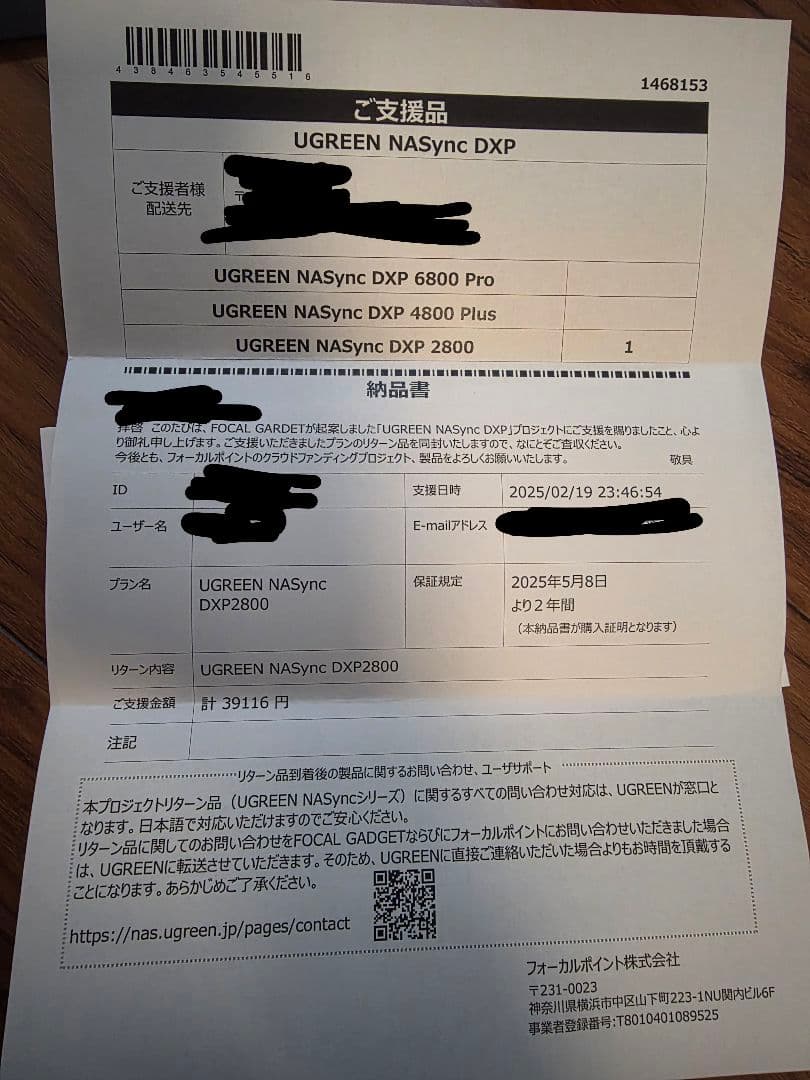 4384635455516
1468153
ご支援品
UGREEN NASync DXP
ご支援者様
配送先
〒
UGREEN NASync DXP 6800 Pro
UGREEN NASync DXP 4800 Plus
UGREEN NASync DXP 2800 1
納品書
拝啓 このたびは、FOCAL GARDETが起案しました「UGREEN NASync DXP」プロジェクトにご支援を賜りましたこと、心よ
り御礼申し上げます。ご支援いただきましたプランのリターン品を同封いたしますので、なにとぞご査収ください。
今後とも、フォーカルポイントのクラウドファンディングプロジェクト、製品をよろしくお願いいたします。 敬具
ID 支援日時 2025/02/19 23:46:54
ユーザー名 E-mailアドレス
プラン名 UGREEN NASync 保証規定 2025年5月8日
DXP2800 より2年間
（本納品書が購入証明となります）
リターン内容 UGREEN NASync DXP2800
ご支援金額 計 39116 円
注記
リターン品到着後の製品に関するお問い合わせ、ユーザサポート
本プロジェクトリターン品（UGREEN NASyncシリーズ）に関するすべての問い合わせ対応は、UGREENが窓口と
なります。日本語で対応いただけますのでご安心ください。
リターン品に関してのお問い合わせをFOCAL GADGETならびにフォーカルポイントにお問い合わせいただきました場合
は、UGREENに転送させていただきます。そのため、UGREENに直接ご連絡いただいた場合よりもお時間を頂戴する
ことになります。あらかじめご了承ください。
https://nas.ugreen.jp/pages/contact
フォーカルポイント株式会社
〒231-0023
神奈川県横浜市中区山下町223-1NU関内ビル6F
事業者登録番号:T8010401089525